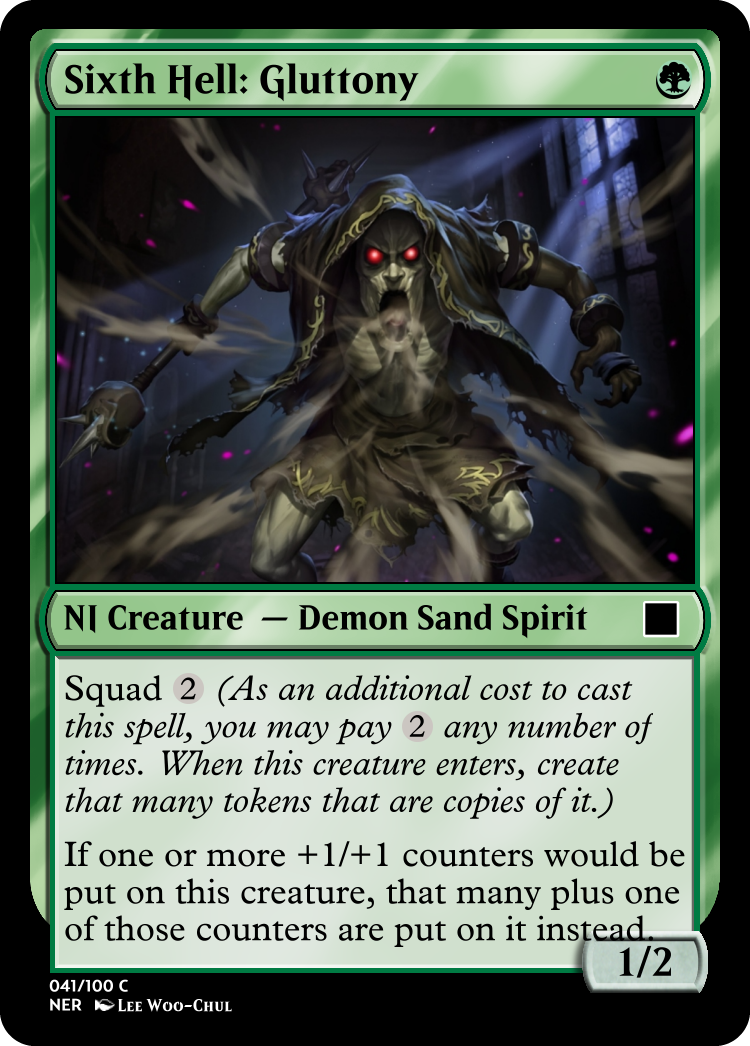 Sixth Hell: Gluttony
NI Creature — Demon Sand Spirit
Squad 2 (As an additional cost to cast
this spell, you may pay 2 any number of
times. When this creature enters, create
that many tokens that are copies of it.)
If one or more +1/+1 counters would be
put on this creature, that many plus one
of those counters are put on it instead.
1/2
041/100 C
NER Lee Woo-Chul